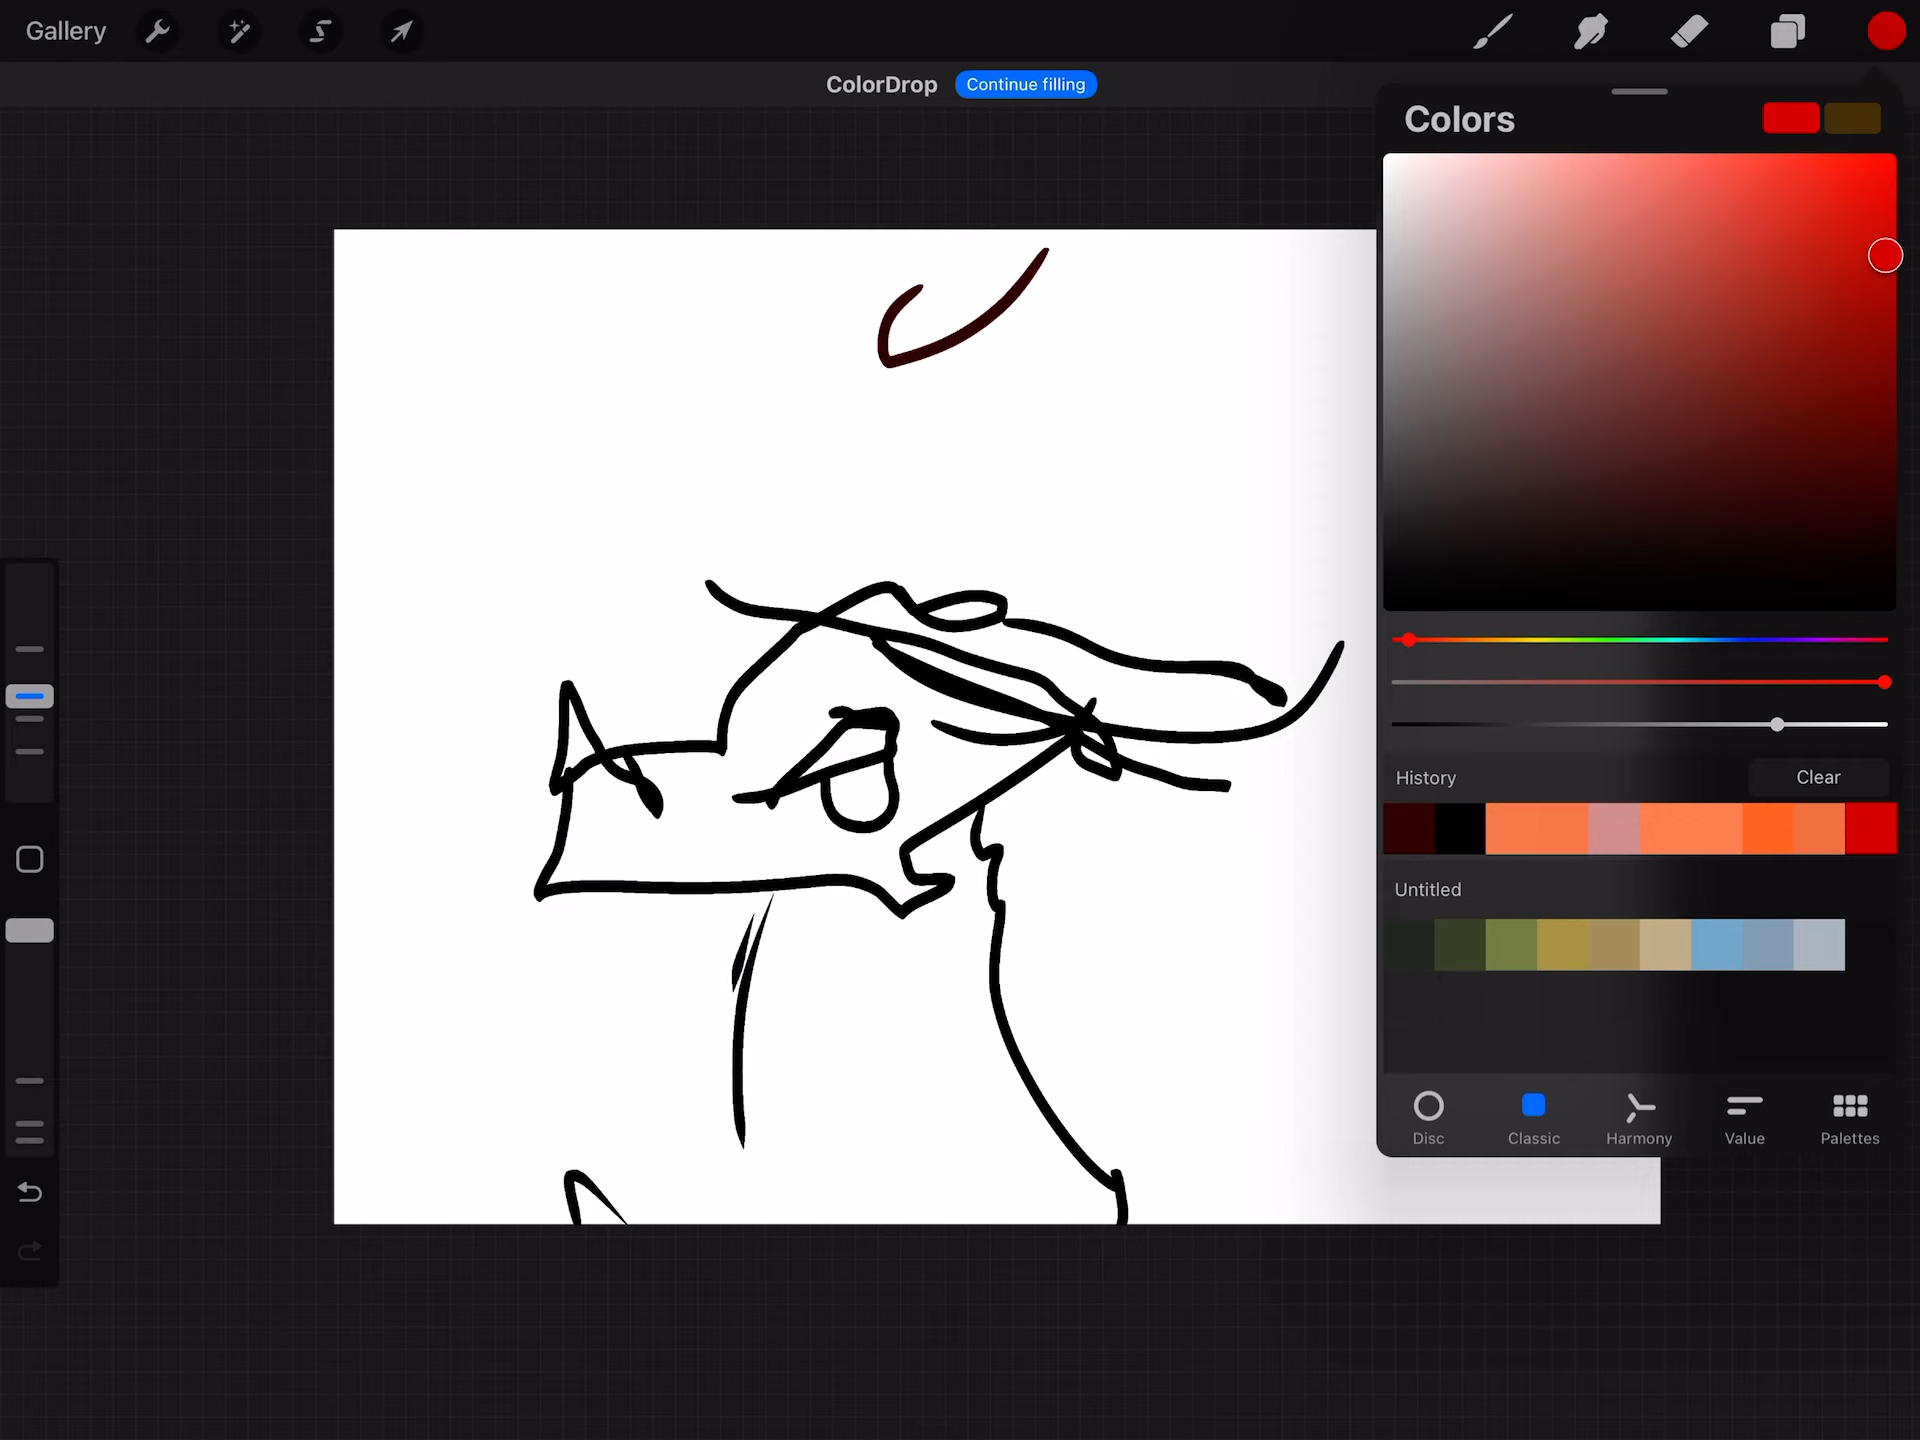 Gallery
ColorDrop Continue filling
Colors
History Clear
Untitled
Disc Classic Harmony Value Palettes